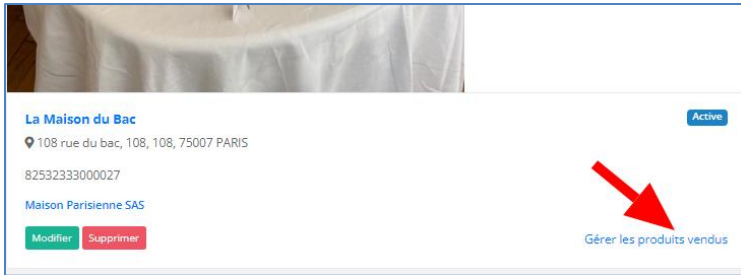 La Maison du Bac
Active
108 rue du bac, 108, 108, 75007 PARIS
82532333000027
Maison Parisienne SAS
Modifier Supprimer
Gérer les produits vendus